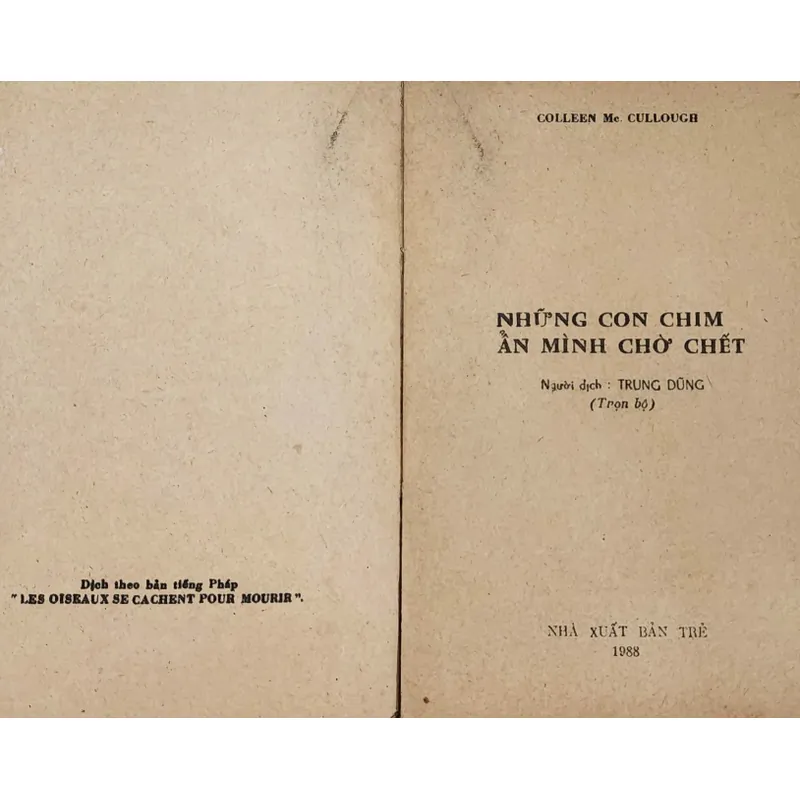 Dịch theo bản tiếng Pháp
"LES OISEAUX SE CACHENT POUR MOURIR".
COLLEEN Mc. CULLOUGH
NHỮNG CON CHIM
ẨN MÌNH CHỜ CHẾT
Người dịch : TRUNG DŨNG
(Trọn bộ)
NHÀ XUẤT BẢN TRẺ
1988